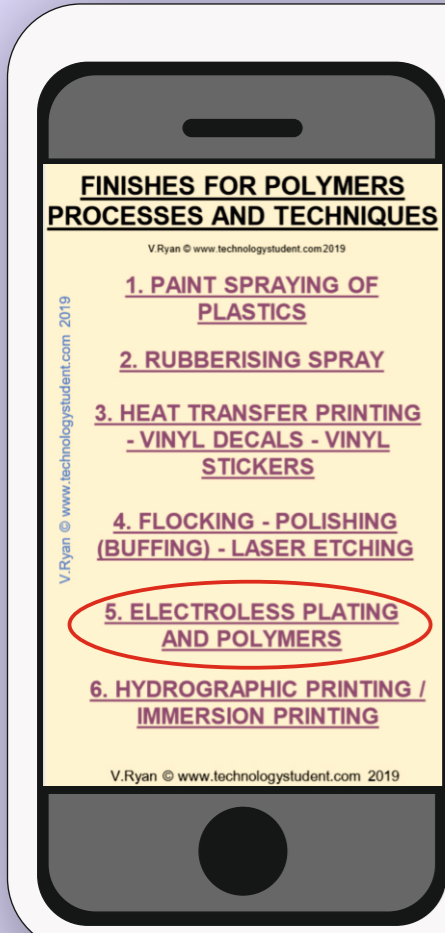 FINISHES FOR POLYMERS
PROCESSES AND TECHNIQUES
V.Ryan © www.technologystudent.com 2019
1. PAINT SPRAYING OF
PLASTICS
2. RUBBERISING SPRAY
3. HEAT TRANSFER PRINTING
- VINYL DECALS - VINYL
STICKERS
4. FLOCKING - POLISHING
(BUFFING) - LASER ETCHING
5. ELECTROLESS PLATING
AND POLYMERS
6. HYDROGRAPHIC PRINTING /
IMMERSION PRINTING
V.Ryan © www.technologystudent.com 2019
V.Ryan © www.technologystudent.com 2019